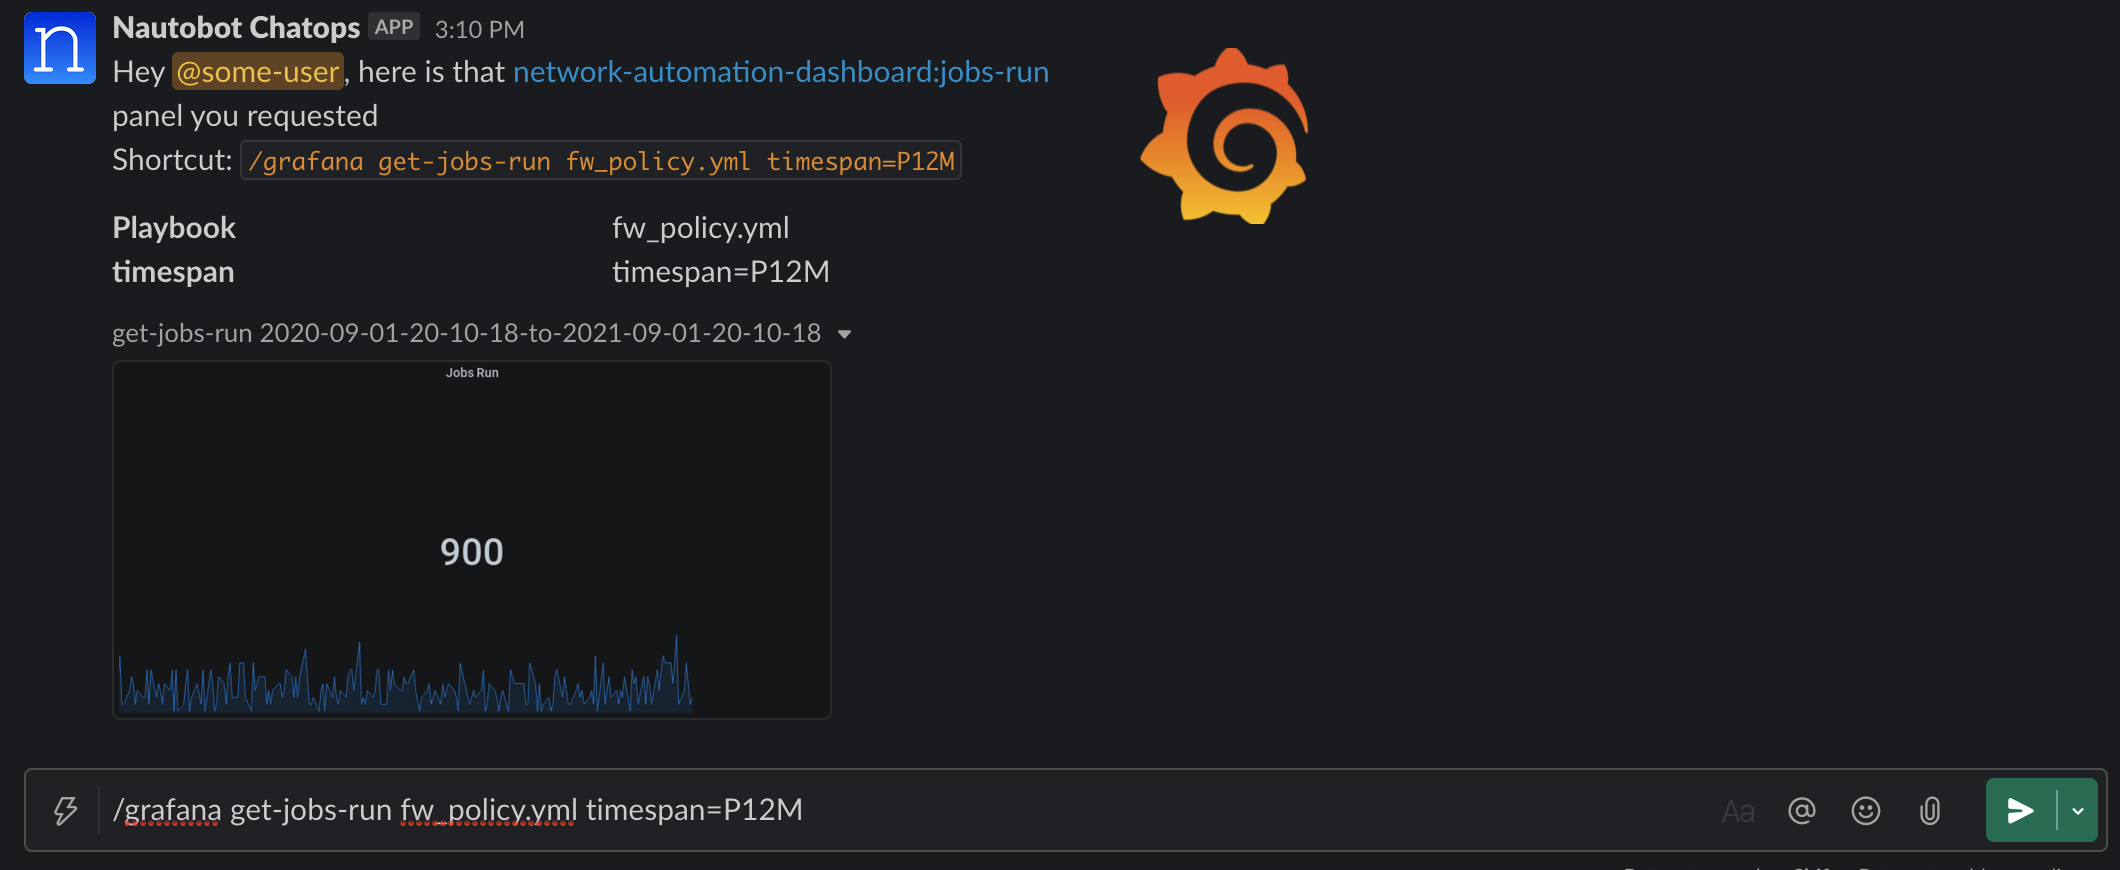 n
Nautobot Chatops APP 3:10 PM
Hey @some-user, here is that network-automation-dashboard:jobs-run
panel you requested
Shortcut: /grafana get-jobs-run fw_policy.yml timespan=P12M
Playbook fw_policy.yml
timespan timespan=P12M
get-jobs-run 2020-09-01-20-10-18-to-2021-09-01-20-10-18
Jobs Run
900
/grafana get-jobs-run fw_policy.yml timespan=P12M
Aa @